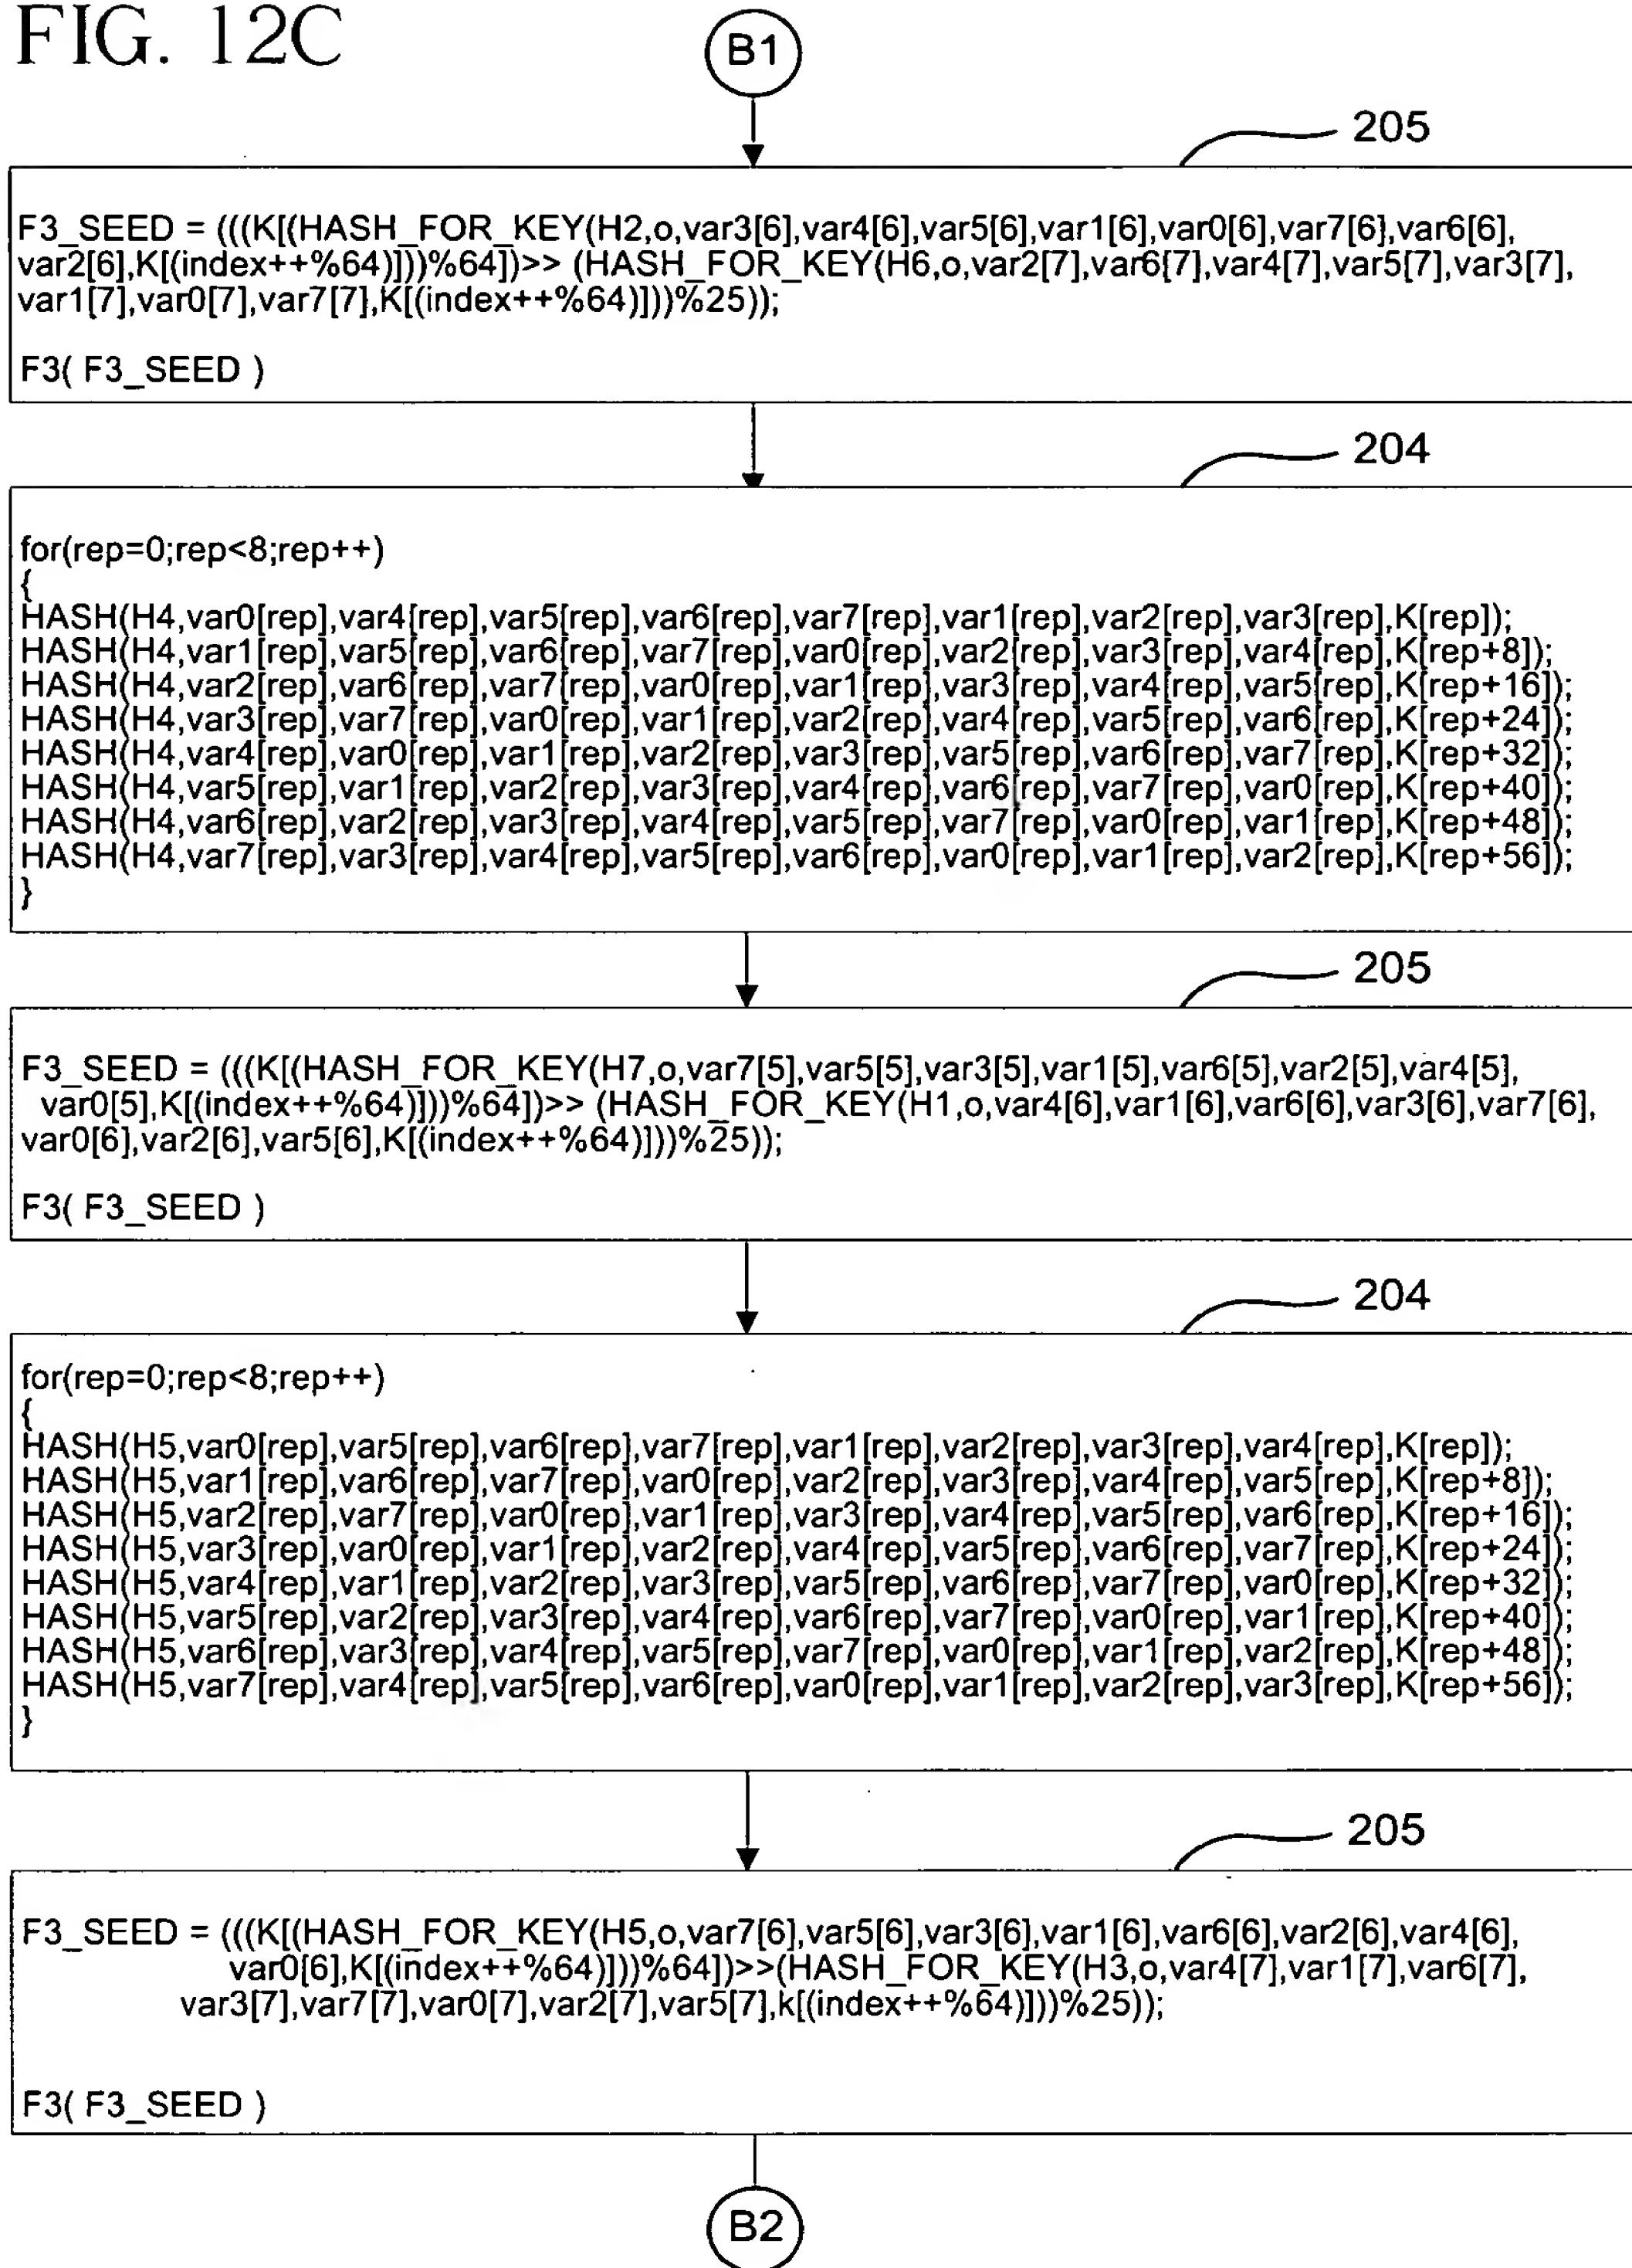 FIG. 12C
B1
205
F3_SEED = (((K[(HASH_FOR_KEY(H2,o,var3[6],var4[6],var5[6],var1[6],var0[6],var7[6],var6[6],
var2[6],K[(index++%64)]))%64])>> (HASH_FOR_KEY(H6,o,var2[7],var6[7],var4[7],var5[7],var3[7],
var1[7],var0[7],var7[7],K[(index++%64)]))%25));
F3( F3_SEED )
204
for(rep=0;rep<8;rep++)
{
HASH(H4,var0[rep],var4[rep],var5[rep],var6[rep],var7[rep],var1[rep],var2[rep],var3[rep],K[rep]);
HASH(H4,var1[rep],var5[rep],var6[rep],var7[rep],var0[rep],var2[rep],var3[rep],var4[rep],K[rep+8]);
HASH(H4,var2[rep],var6[rep],var7[rep],var0[rep],var1[rep],var3[rep],var4[rep],var5[rep],K[rep+16]);
HASH(H4,var3[rep],var7[rep],var0[rep],var1[rep],var2[rep],var4[rep],var5[rep],var6[rep],K[rep+24]);
HASH(H4,var4[rep],var0[rep],var1[rep],var2[rep],var3[rep],var5[rep],var6[rep],var7[rep],K[rep+32]);
HASH(H4,var5[rep],var1[rep],var2[rep],var3[rep],var4[rep],var6[rep],var7[rep],var0[rep],K[rep+40]);
HASH(H4,var6[rep],var2[rep],var3[rep],var4[rep],var5[rep],var7[rep],var0[rep],var1[rep],K[rep+48]);
HASH(H4,var7[rep],var3[rep],var4[rep],var5[rep],var6[rep],var0[rep],var1[rep],var2[rep],K[rep+56]);
}
205
F3_SEED = (((K[(HASH_FOR_KEY(H7,o,var7[5],var5[5],var3[5],var1[5],var6[5],var2[5],var4[5],
var0[5],K[(index++%64)]))%64])>> (HASH_FOR_KEY(H1,o,var4[6],var1[6],var6[6],var3[6],var7[6],
var0[6],var2[6],var5[6],K[(index++%64)]))%25));
F3( F3_SEED )
204
for(rep=0;rep<8;rep++)
{
HASH(H5,var0[rep],var5[rep],var6[rep],var7[rep],var1[rep],var2[rep],var3[rep],var4[rep],K[rep]);
HASH(H5,var1[rep],var6[rep],var7[rep],var0[rep],var2[rep],var3[rep],var4[rep],var5[rep],K[rep+8]);
HASH(H5,var2[rep],var7[rep],var0[rep],var1[rep],var3[rep],var4[rep],var5[rep],var6[rep],K[rep+16]);
HASH(H5,var3[rep],var0[rep],var1[rep],var2[rep],var4[rep],var5[rep],var6[rep],var7[rep],K[rep+24]);
HASH(H5,var4[rep],var1[rep],var2[rep],var3[rep],var5[rep],var6[rep],var7[rep],var0[rep],K[rep+32]);
HASH(H5,var5[rep],var2[rep],var3[rep],var4[rep],var6[rep],var7[rep],var0[rep],var1[rep],K[rep+40]);
HASH(H5,var6[rep],var3[rep],var4[rep],var5[rep],var7[rep],var0[rep],var1[rep],var2[rep],K[rep+48]);
HASH(H5,var7[rep],var4[rep],var5[rep],var6[rep],var0[rep],var1[rep],var2[rep],var3[rep],K[rep+56]);
}
205
F3_SEED = (((K[(HASH_FOR_KEY(H5,o,var7[6],var5[6],var3[6],var1[6],var6[6],var2[6],var4[6],
var0[6],K[(index++%64)]))%64])>>(HASH_FOR_KEY(H3,o,var4[7],var1[7],var6[7],
var3[7],var7[7],var0[7],var2[7],var5[7],k[(index++%64)]))%25));
F3( F3_SEED )
B2